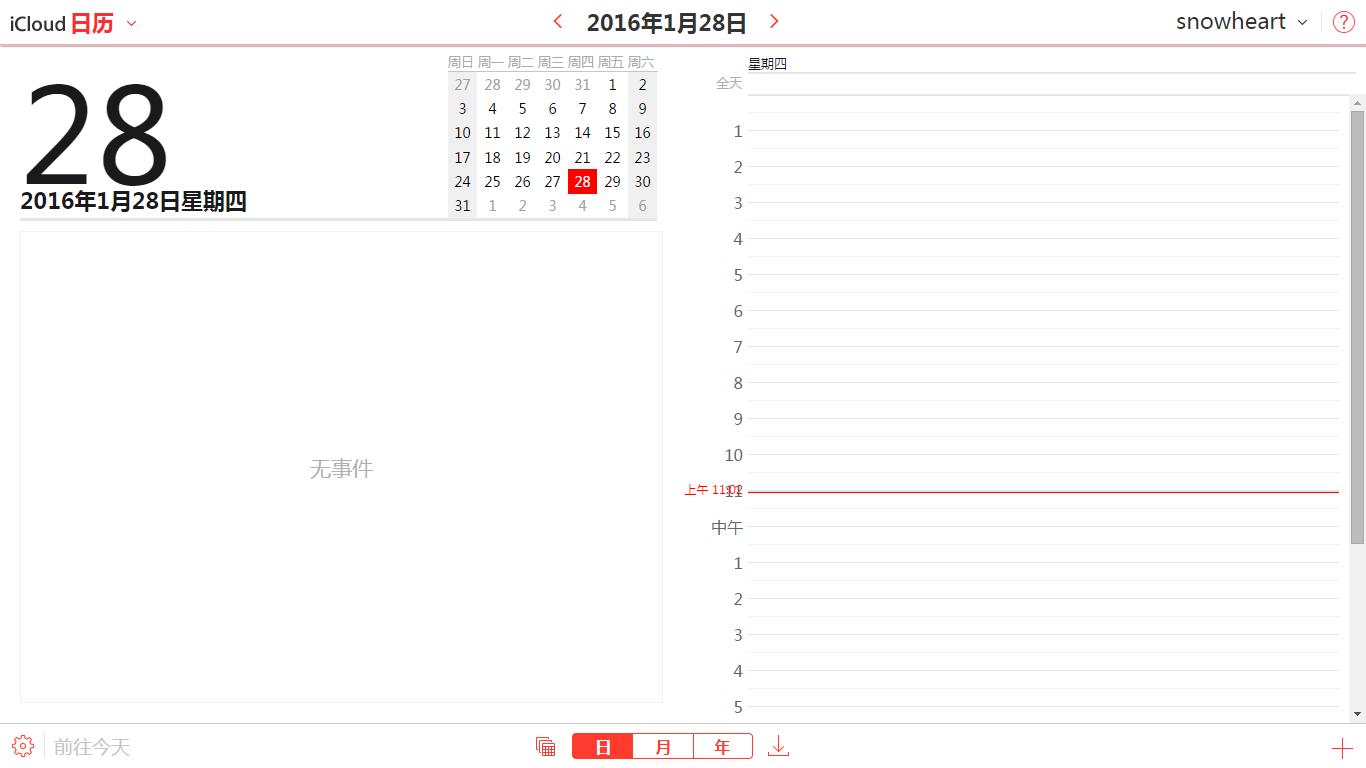 iCloud 日历
2016年1月28日
snowheart
?
28
2016年1月28日星期四
周日 周一 周二 周三 周四 周五 周六
27 28 29 30 31 1 2
3 4 5 6 7 8 9
10 11 12 13 14 15 16
17 18 19 20 21 22 23
24 25 26 27 28 29 30
31 1 2 3 4 5 6
无事件
星期四
全天
1
2
3
4
5
6
7
8
9
10
上午 11:02
11
中午
1
2
3
4
5
前往今天
日 月 年